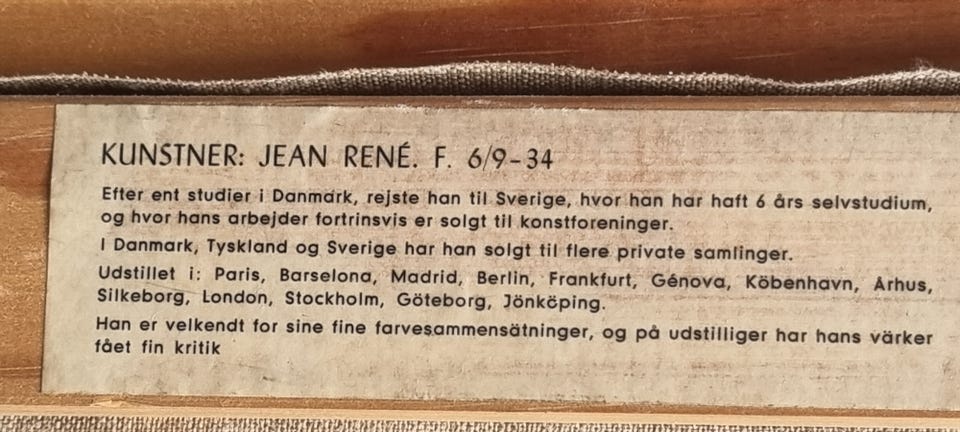 KUNSTNER: JEAN RENÉ. F. 6/9-34
Efter ent studier i Danmark, rejste han til Sverige, hvor han har haft 6 års selvstudium,
og hvor hans arbejder fortrinsvis er solgt til konstforeninger.
I Danmark, Tyskland og Sverige har han solgt til flere private samlinger.
Udstillet i: Paris, Barselona, Madrid, Berlin, Frankfurt, Génova, Köbenhavn, Århus,
Silkeborg, London, Stockholm, Göteborg, Jönköping.
Han er velkendt for sine fine farvesammensätninger, og på udstilliger har hans värker
fået fin kritik